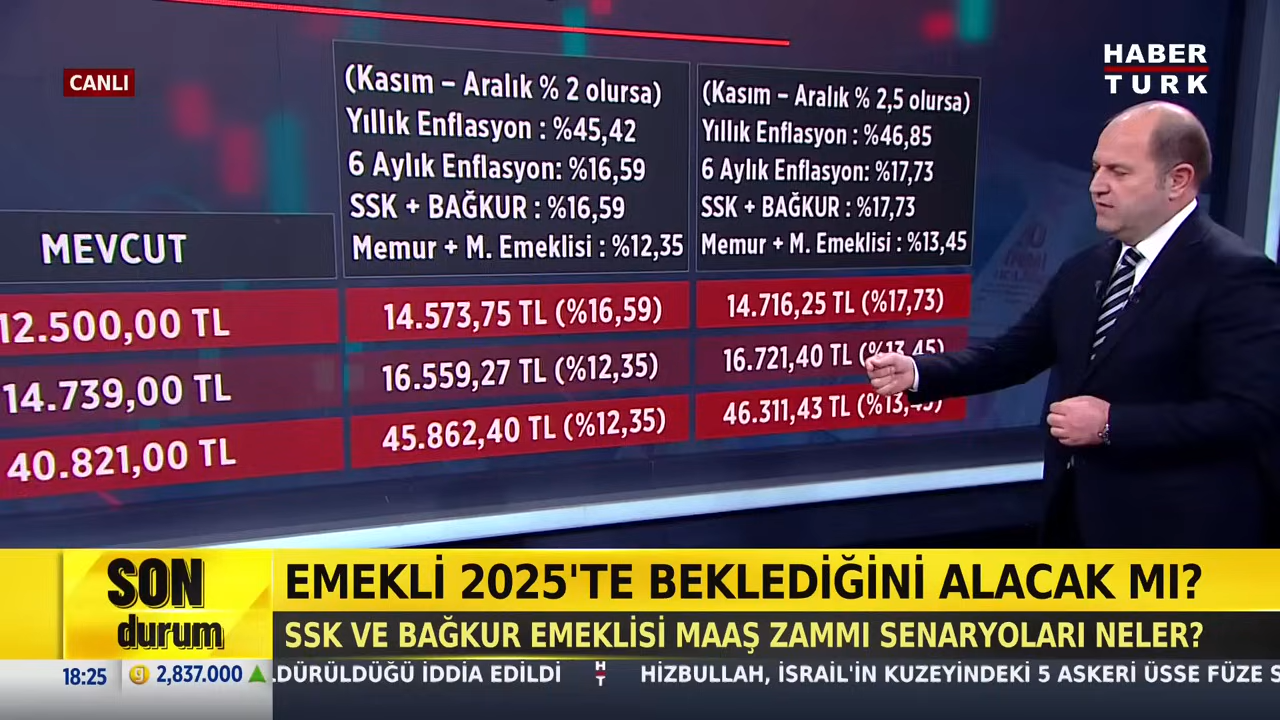 CANLI
HABER
TURK
(Kasım – Aralık % 2 olursa)
Yıllık Enflasyon : %45,42
6 Aylık Enflasyon: %16,59
SSK + BAĞKUR : %16,59
Memur + M. Emeklisi : %12,35
(Kasım – Aralık % 2,5 olursa)
Yıllık Enflasyon : %46,85
6 Aylık Enflasyon: %17,73
SSK + BAĞKUR : %17,73
Memur + M. Emeklisi : %13,45
MEVCUT
12.500,00 TL
14.573,75 TL (%16,59)
14.716,25 TL (%17,73)
14.739,00 TL
16.559,27 TL (%12,35)
16.721,40 TL (%13,45)
40.821,00 TL
45.862,40 TL (%12,35)
46.311,43 TL (%13,45)
SON
durum
EMEKLİ 2025'TE BEKLEDİĞİNİ ALACAK MI?
SSK VE BAĞKUR EMEKLİSİ MAAŞ ZAMMI SENARYOLARI NELER?
18:25
g 2,837.000
DÜRÜLDÜĞÜ İDDİA EDİLDİ
HT
HİZBULLAH, İSRAİL'İN KUZEYİNDEKİ 5 ASKERİ ÜSSE FÜZE S